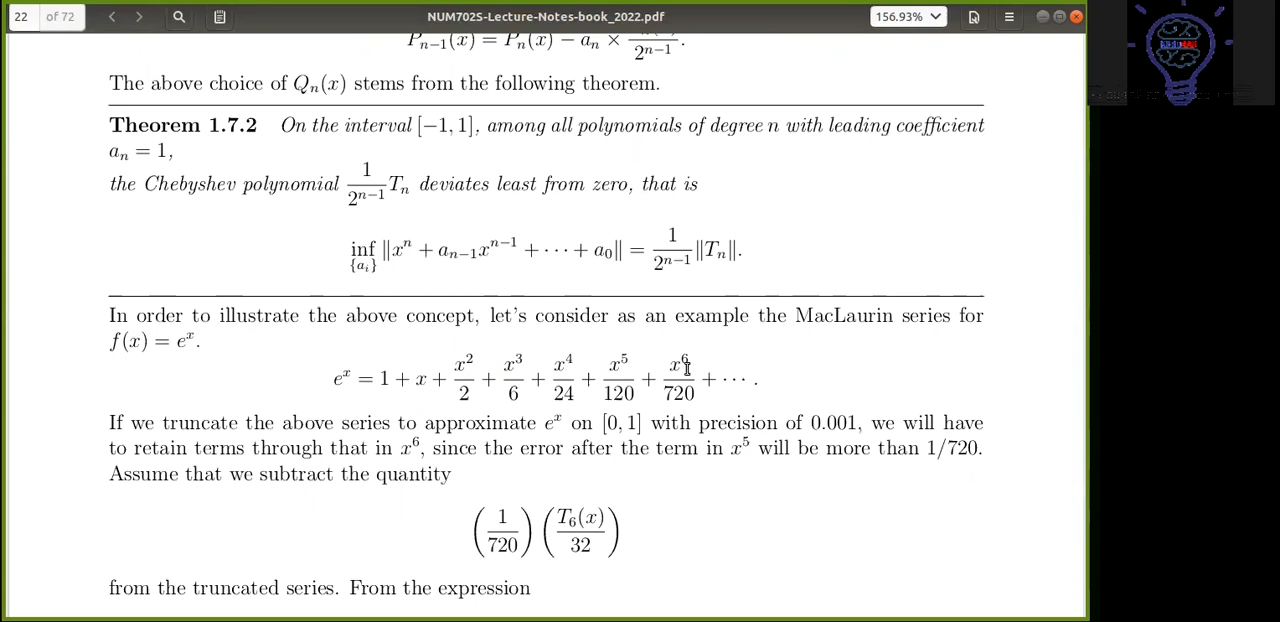 22 of 72
NUM702S-Lecture-Notes-book_2022.pdf
156.93%
P_{n−1}(x) = P_n(x) − a_n × / 2^{n−1}.
The above choice of Q_n(x) stems from the following theorem.
Theorem 1.7.2 On the interval [−1, 1], among all polynomials of degree n with leading coefficient
a_n = 1,
the Chebyshev polynomial 1/2^{n−1} T_n deviates least from zero, that is
inf_{{a_i}} ‖x^n + a_{n−1}x^{n−1} + ··· + a_0‖ = 1/2^{n−1} ‖T_n‖.
In order to illustrate the above concept, let's consider as an example the MacLaurin series for
f(x) = e^x.
e^x = 1 + x + x^2/2 + x^3/6 + x^4/24 + x^5/120 + x^6/720 + ··· .
If we truncate the above series to approximate e^x on [0, 1] with precision of 0.001, we will have
to retain terms through that in x^6, since the error after the term in x^5 will be more than 1/720.
Assume that we subtract the quantity
(1/720) (T_6(x)/32)
from the truncated series. From the expression